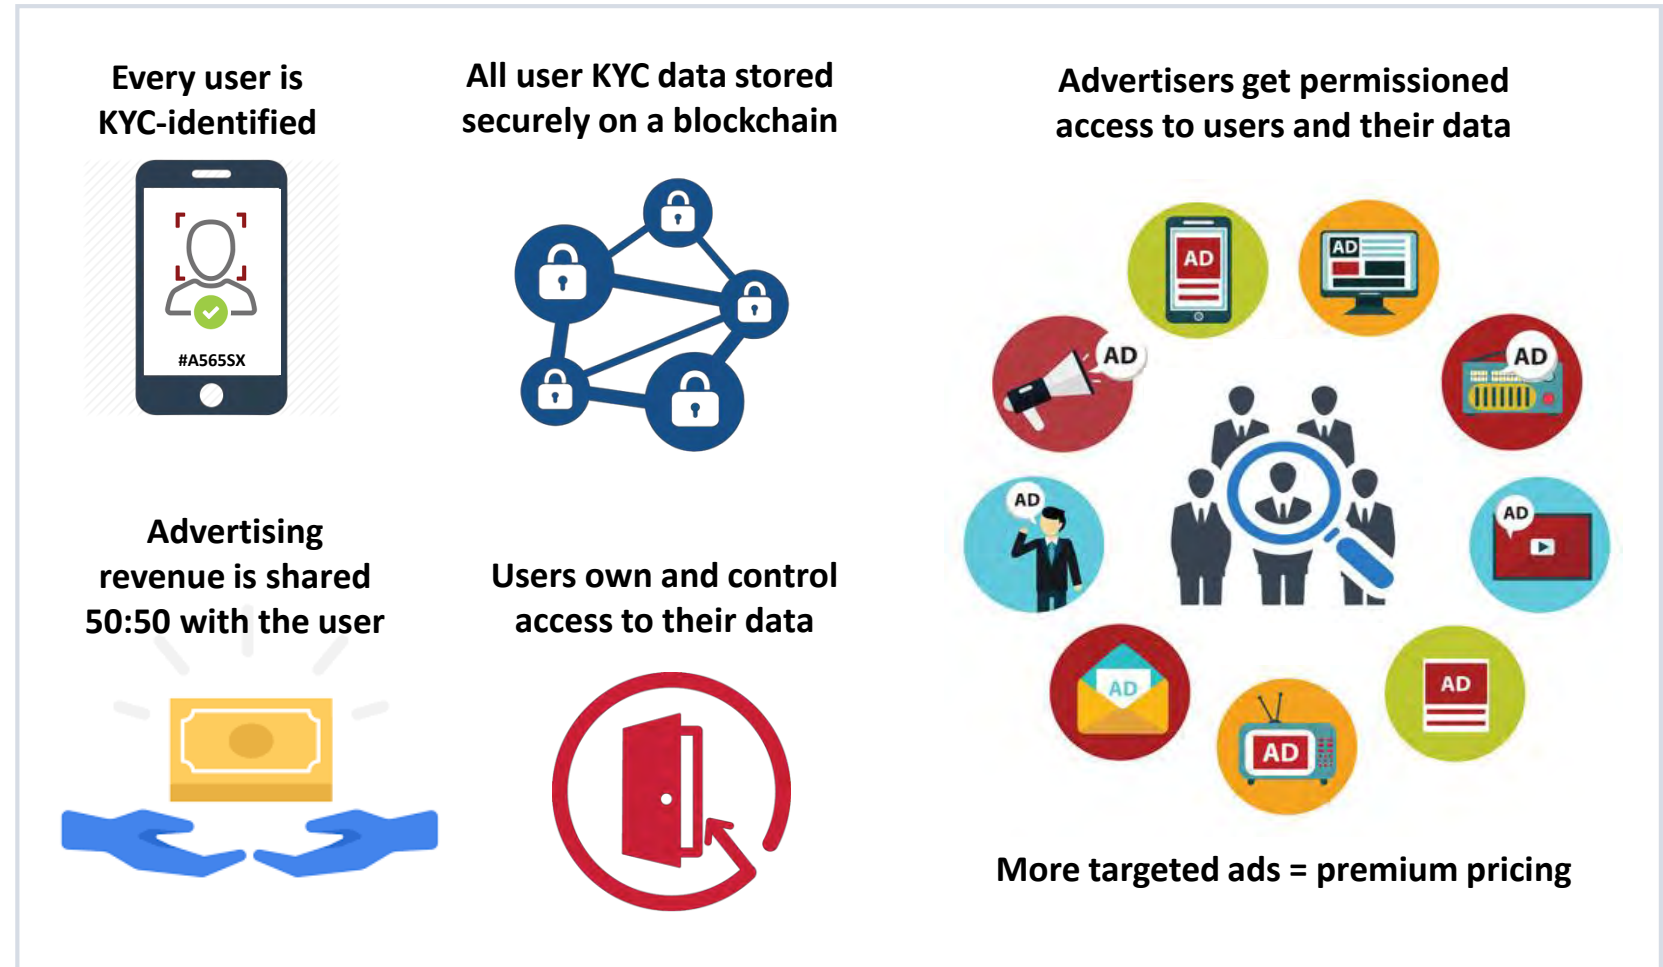 Every user is
KYC-identified
#A565SX
All user KYC data stored
securely on a blockchain
Advertisers get permissioned
access to users and their data
AD
AD
AD
AD
AD
AD
AD
AD
AD
Advertising
revenue is shared
50:50 with the user
Users own and control
access to their data
More targeted ads = premium pricing